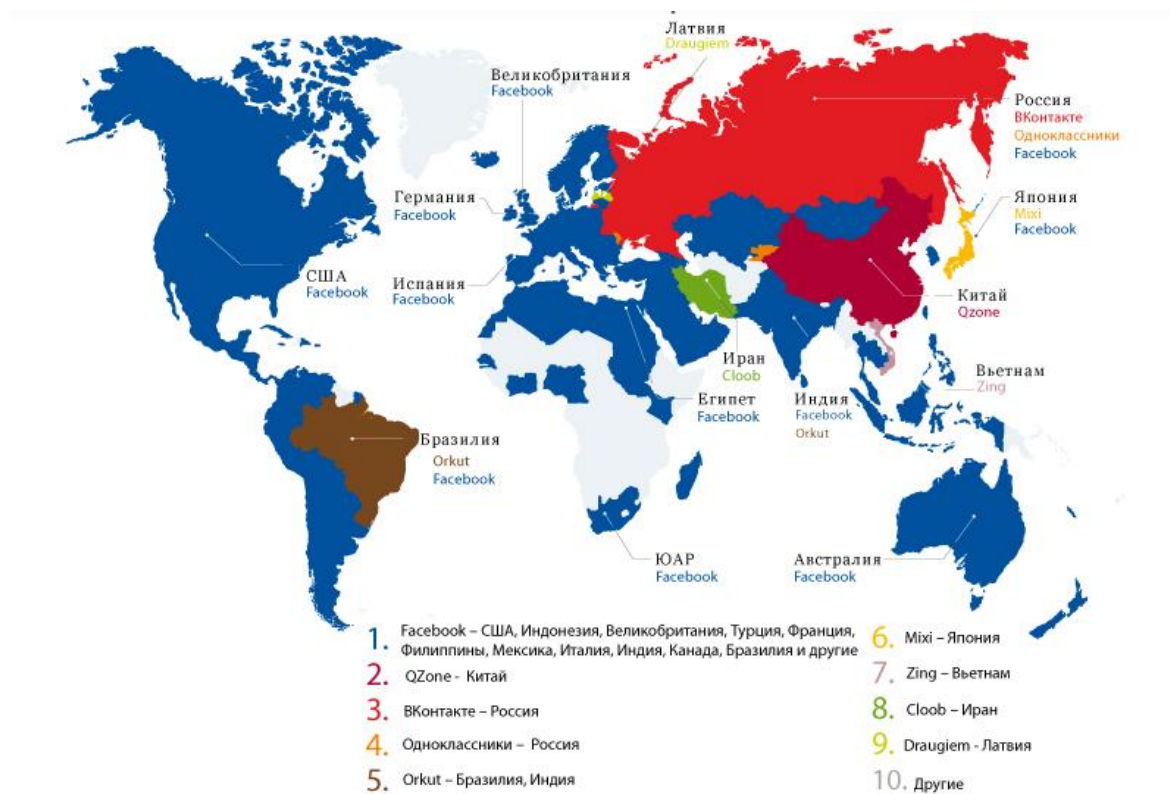 Латвия
Draugiem
Великобритания
Facebook
Россия
ВКонтакте
Одноклассники
Facebook
Германия
Facebook
Япония
Mixi
Facebook
США
Facebook
Испания
Facebook
Китай
Qzone
Иран
Cloob
Вьетнам
Zing
Египет
Facebook
Индия
Facebook
Orkut
Бразилия
Orkut
Facebook
ЮАР
Facebook
Австралия
Facebook
1. Facebook – США, Индонезия, Великобритания, Турция, Франция,
Филиппины, Мексика, Италия, Индия, Канада, Бразилия и другие
2. QZone - Китай
3. ВКонтакте – Россия
4. Одноклассники – Россия
5. Orkut – Бразилия, Индия
6. Mixi – Япония
7. Zing – Вьетнам
8. Cloob – Иран
9. Draugiem - Латвия
10. Другие